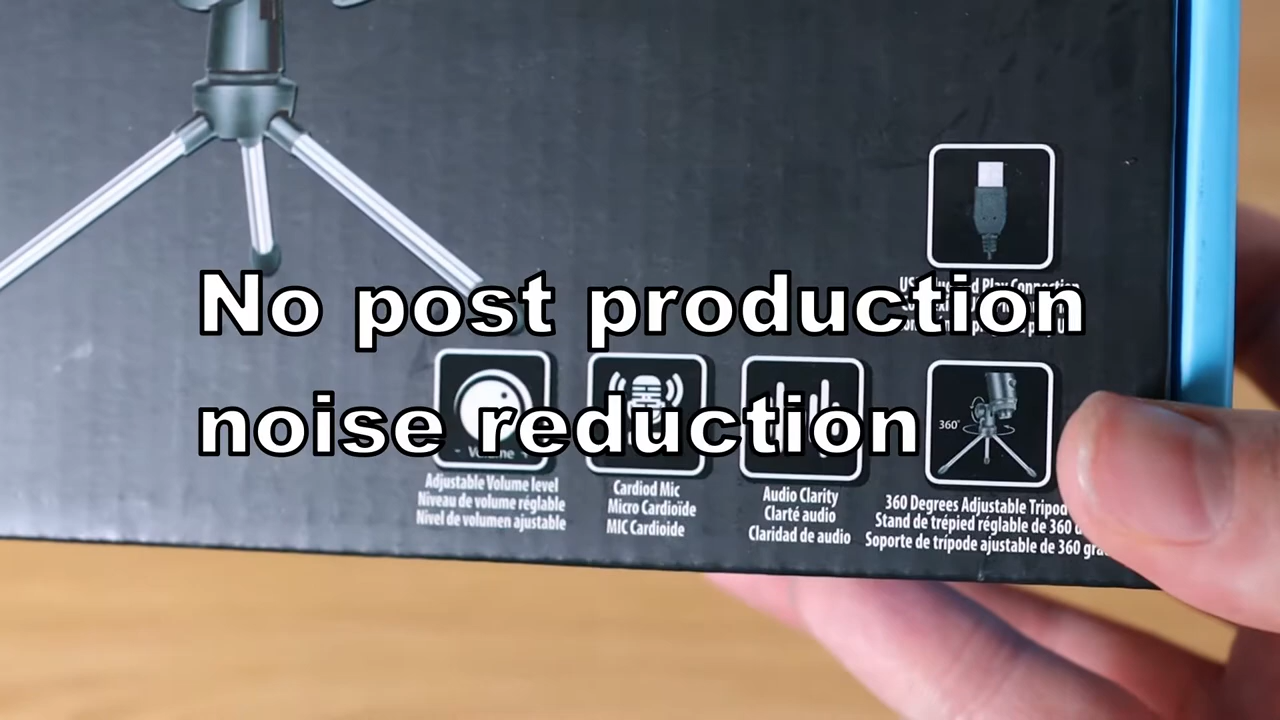 No post production
noise reduction
360°
Volume
Adjustable Volume level
Niveau de volume réglable
Nivel de volumen ajustable
Cardiod Mic
Micro Cardioïde
MIC Cardioide
Audio Clarity
Clarté audio
Claridad de audio
360 Degrees Adjustable Tripod
Stand de trépied réglable de 360
Soporte de trípode ajustable de 360